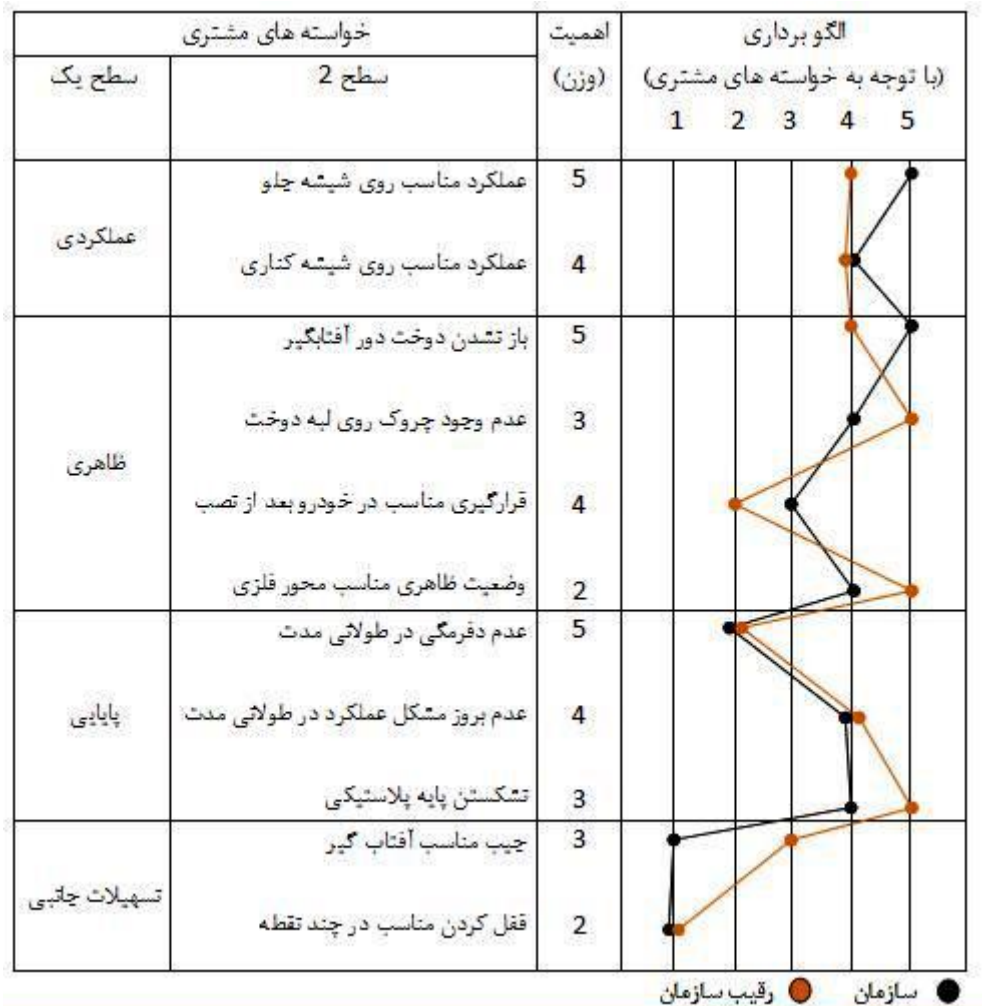 خواسته های مشتری
اهمیت
(وزن)
الگو برداری
(با توجه به خواسته های مشتری)
سطح یک
سطح 2
1 2 3 4 5
عملکردی
عملکرد مناسب روی شیشه جلو 5
عملکرد مناسب روی شیشه کناری 4
ظاهری
باز نشدن دوخت دور آفتابگیر 5
عدم وجود چروک روی لبه دوخت 3
قرارگیری مناسب در خودرو بعد از نصب 4
وضعیت ظاهری مناسب محور فلزی 2
پایایی
عدم دفرمگی در طولانی مدت 5
عدم بروز مشکل عملکرد در طولانی مدت 4
نشکستن پایه پلاستیکی 3
تسهیلات جانبی
جیب مناسب آفتاب گیر 3
قفل کردن مناسب در چند نقطه 2
سازمان
رقیب سازمان